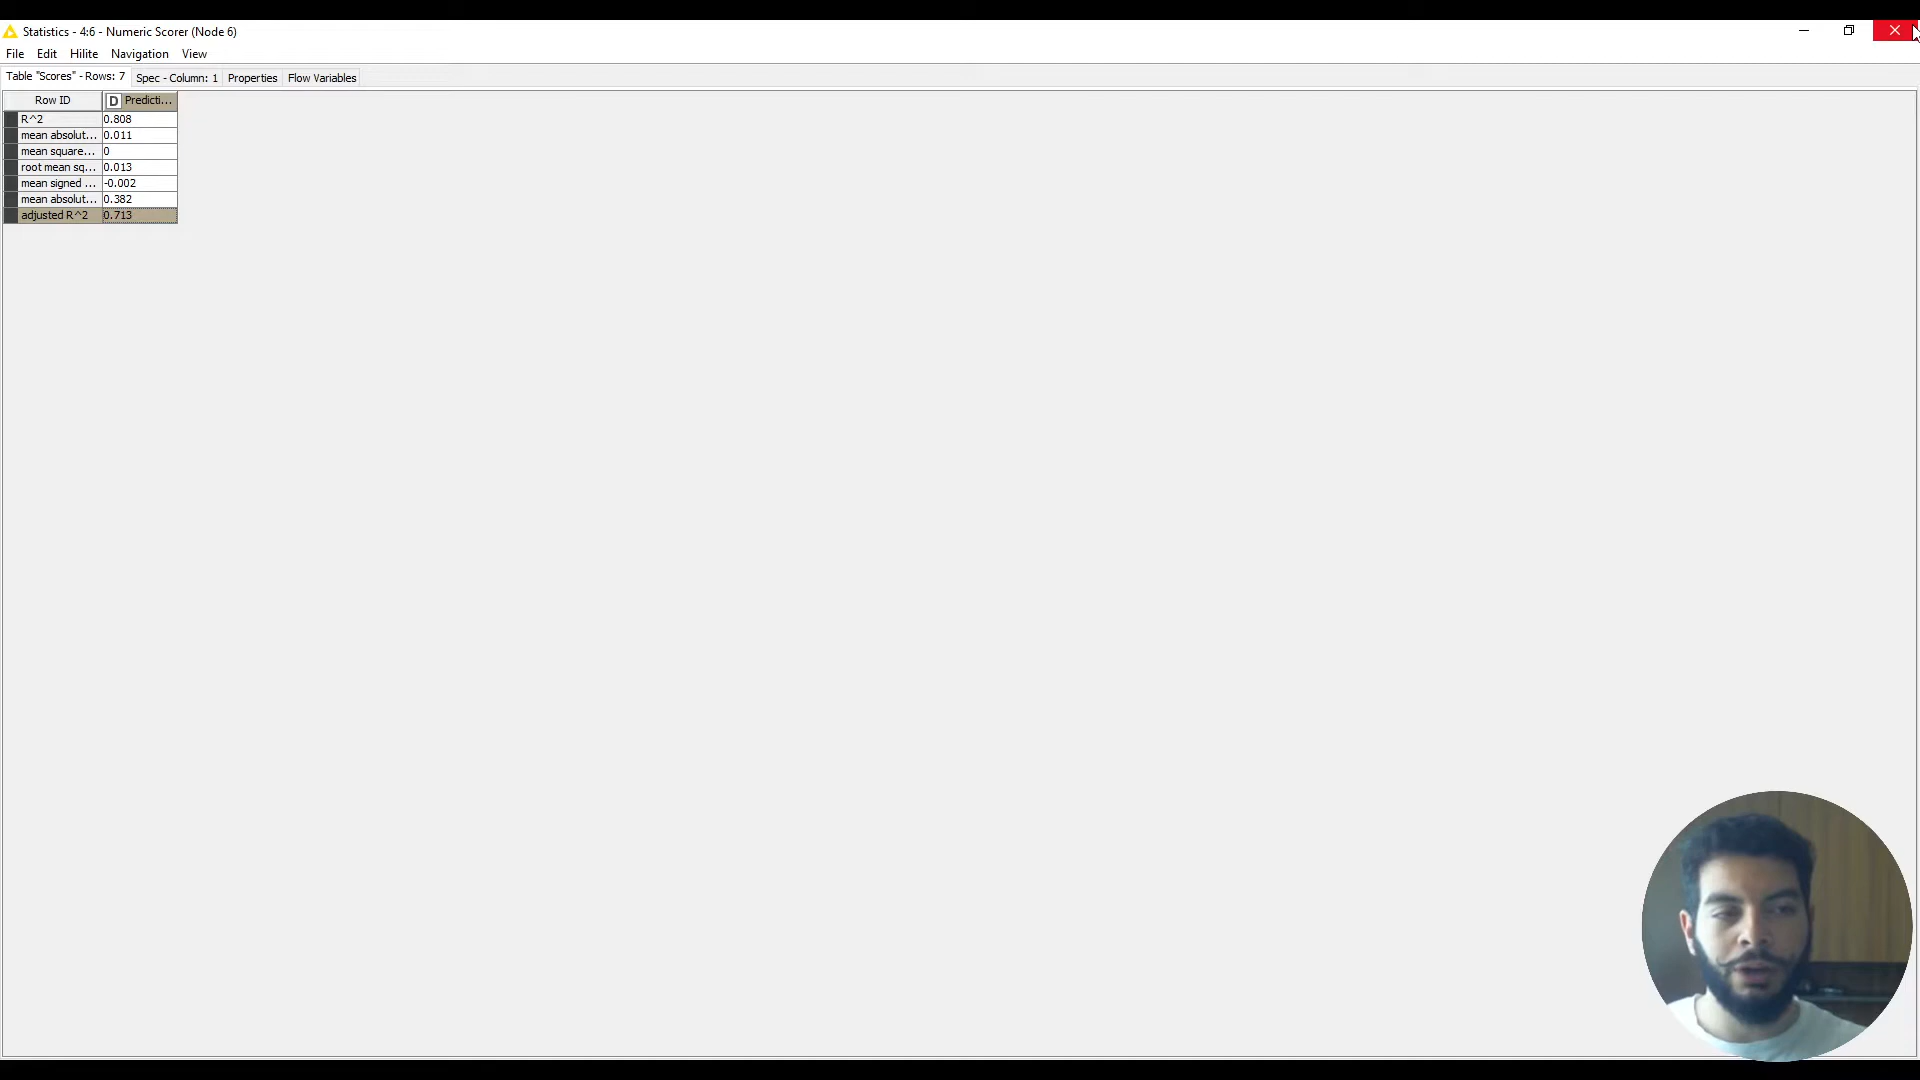 Statistics - 4:6 - Numeric Scorer (Node 6)
File Edit Hilite Navigation View
Table "Scores" - Rows: 7 Spec - Column: 1 Properties Flow Variables
Row ID D Predicti...
R^2 0.808
mean absolut... 0.011
mean square... 0
root mean sq... 0.013
mean signed ... -0.002
mean absolut... 0.382
adjusted R^2 0.713